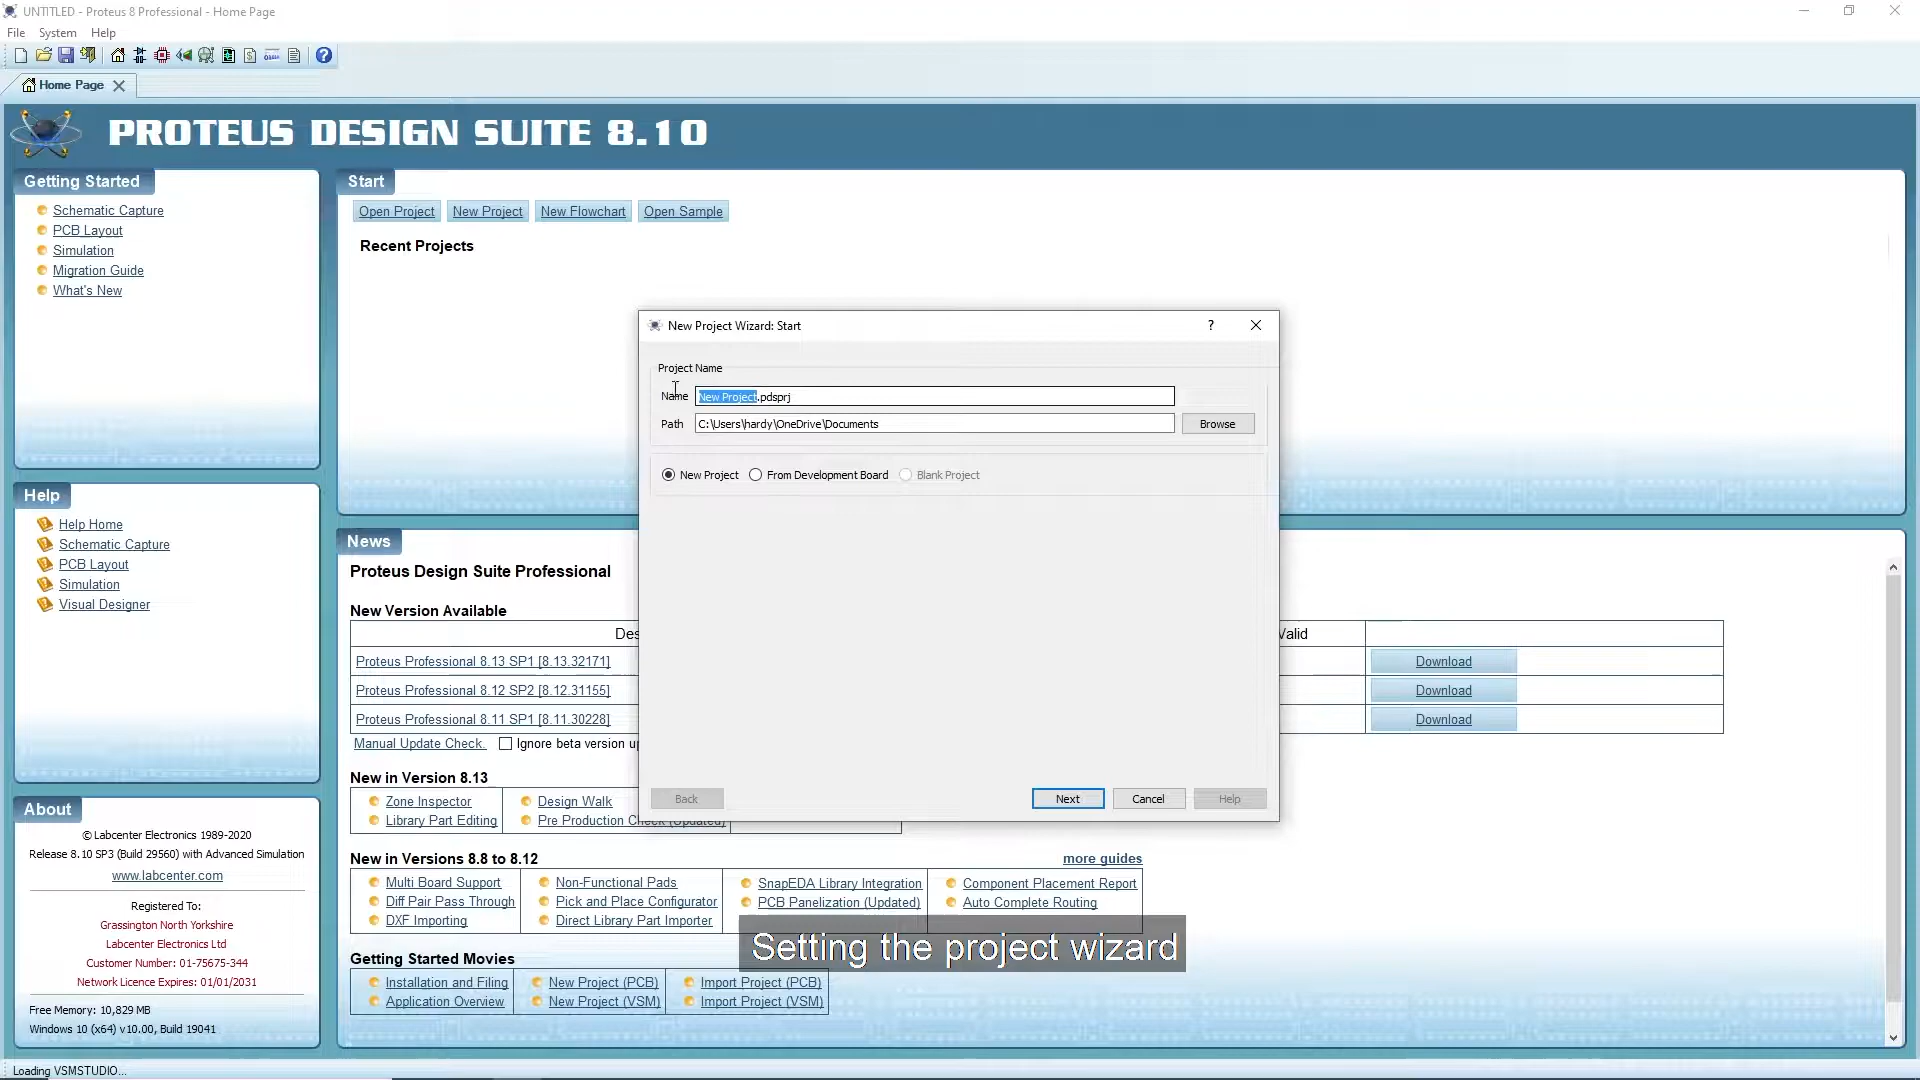 UNTITLED - Proteus 8 Professional - Home Page
File System Help
Home Page
PROTEUS DESIGN SUITE 8.10
Getting Started
Schematic Capture
PCB Layout
Simulation
Migration Guide
What's New
Start
Open Project New Project New Flowchart Open Sample
Recent Projects
New Project Wizard: Start
?
Project Name
Name New Project.pdsprj
Path C:\Users\hardy\OneDrive\Documents Browse
New Project From Development Board Blank Project
Back Next Cancel Help
Help
Help Home
Schematic Capture
PCB Layout
Simulation
Visual Designer
News
Proteus Design Suite Professional
New Version Available
Des Valid
Proteus Professional 8.13 SP1 [8.13.32171] Download
Proteus Professional 8.12 SP2 [8.12.31155] Download
Proteus Professional 8.11 SP1 [8.11.30228] Download
Manual Update Check. Ignore beta version up
New in Version 8.13
Zone Inspector Design Walk
Library Part Editing Pre Production Check (Updated)
New in Versions 8.8 to 8.12 more guides
Multi Board Support Non-Functional Pads SnapEDA Library Integration Component Placement Report
Diff Pair Pass Through Pick and Place Configurator PCB Panelization (Updated) Auto Complete Routing
DXF Importing Direct Library Part Importer
Setting the project wizard
Getting Started Movies
Installation and Filing New Project (PCB) Import Project (PCB)
Application Overview New Project (VSM) Import Project (VSM)
About
© Labcenter Electronics 1989-2020
Release 8.10 SP3 (Build 29560) with Advanced Simulation
www.labcenter.com
Registered To:
Grassington North Yorkshire
Labcenter Electronics Ltd
Customer Number: 01-75675-344
Network Licence Expires: 01/01/2031
Free Memory: 10,829 MB
Windows 10 (x64) v10.00, Build 19041
Loading VSMSTUDIO...